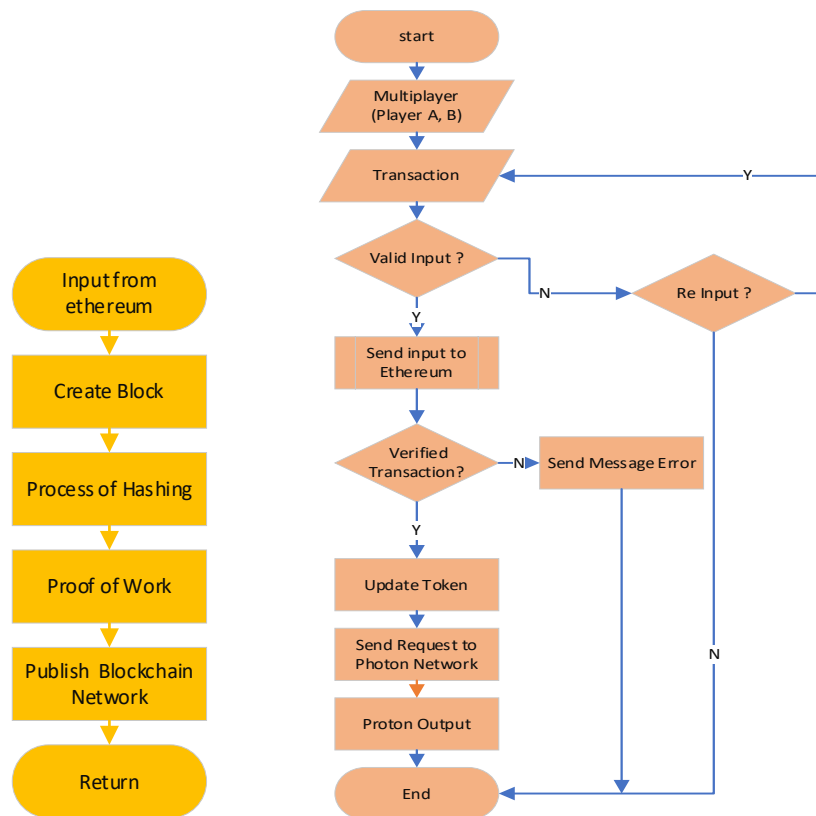 start
Multiplayer
(Player A, B)
Transaction
Y
Valid Input ?
N
Re Input ?
Y
Send input to
Ethereum
Verified
Transaction?
N
Send Message Error
Y
Update Token
Send Request to
Photon Network
N
Proton Output
End
Input from
ethereum
Create Block
Process of Hashing
Proof of Work
Publish Blockchain
Network
Return